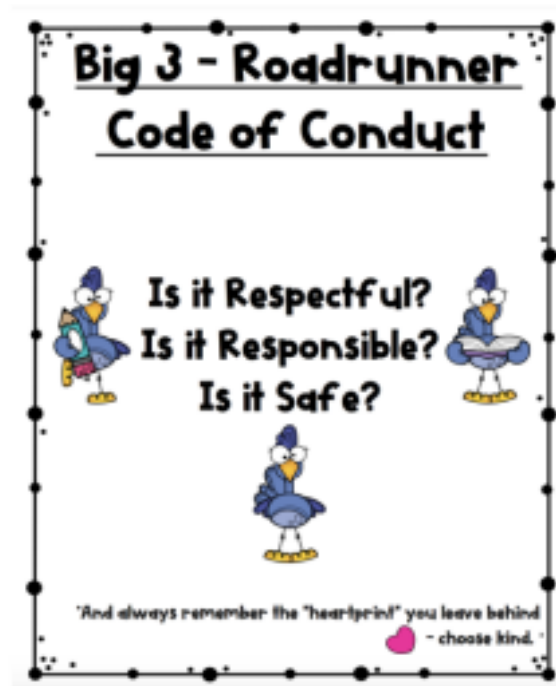 Big 3 - Roadrunner
Code of Conduct
Is it Respectful?
Is it Responsible?
Is it Safe?
"And always remember the "heartprint" you leave behind
- choose kind.